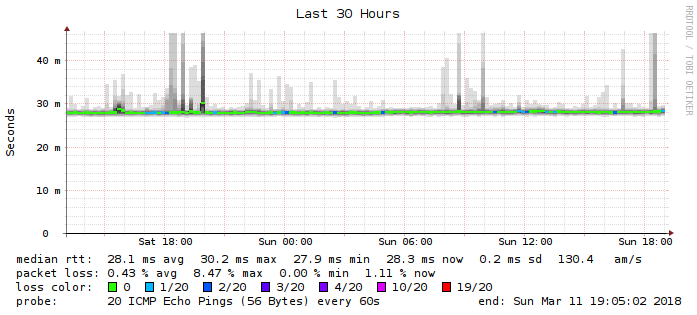 Last 30 Hours
RRDTOOL / TOBI OETIKER
Seconds
40 m
30 m
20 m
10 m
0
Sat 18:00 Sun 00:00 Sun 06:00 Sun 12:00 Sun 18:00
median rtt: 28.1 ms avg 30.2 ms max 27.9 ms min 28.3 ms now 0.2 ms sd 130.4 am/s
packet loss: 0.43 % avg 8.47 % max 0.00 % min 1.11 % now
loss color: 0 1/20 2/20 3/20 4/20 10/20 19/20
probe: 20 ICMP Echo Pings (56 Bytes) every 60s end: Sun Mar 11 19:05:02 2018